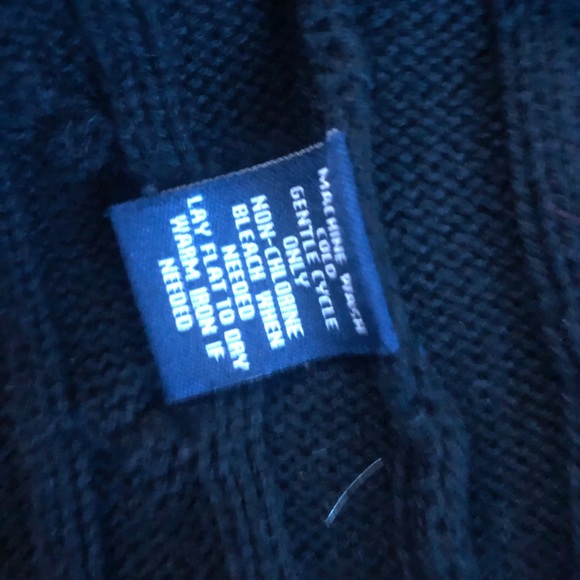 MACHINE WASH
COLD
GENTLE CYCLE
ONLY
NON-CHLORINE
BLEACH WHEN
NEEDED
LAY FLAT TO DRY
WARM IRON IF
NEEDED